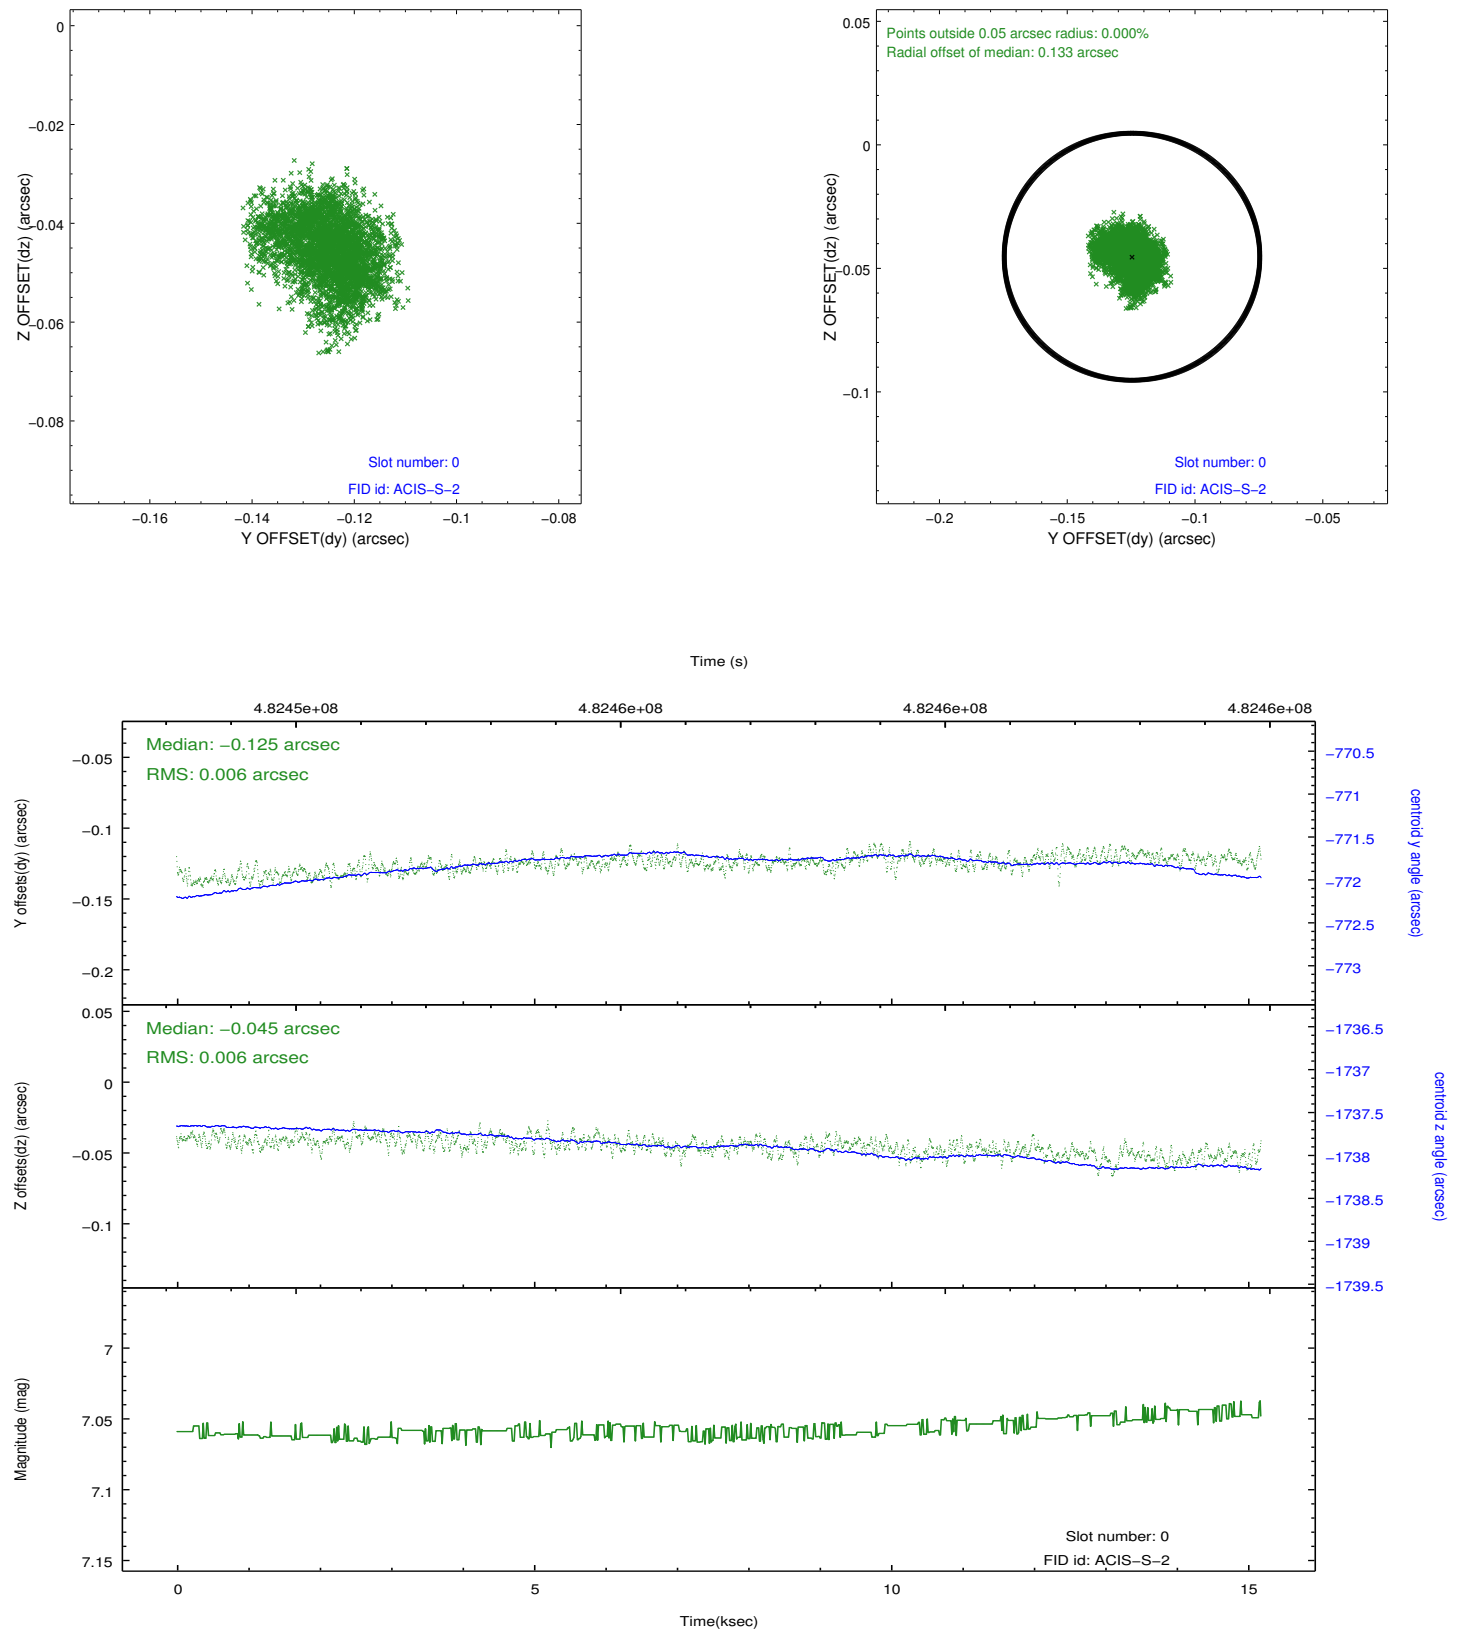 0
−0.02
−0.04
−0.06
−0.08
Z OFFSET(dz) (arcsec)
Slot number: 0
FID id: ACIS−S−2
−0.16
−0.14
−0.12
−0.1
−0.08
Y OFFSET(dy) (arcsec)
Points outside 0.05 arcsec radius: 0.000%
Radial offset of median: 0.133 arcsec
0.05
0
−0.05
−0.1
Z OFFSET(dz) (arcsec)
Slot number: 0
FID id: ACIS−S−2
−0.2
−0.15
−0.1
−0.05
Y OFFSET(dy) (arcsec)
Time (s)
4.8245e+08
4.8246e+08
4.8246e+08
4.8246e+08
Median: −0.125 arcsec
RMS: 0.006 arcsec
−0.05
−0.1
−0.15
−0.2
Y offsets(dy) (arcsec)
−770.5
−771
−771.5
−772
−772.5
−773
centroid y angle (arcsec)
Median: −0.045 arcsec
RMS: 0.006 arcsec
0.05
0
−0.05
−0.1
Z offsets(dz) (arcsec)
−1736.5
−1737
−1737.5
−1738
−1738.5
−1739
−1739.5
centroid z angle (arcsec)
7
7.05
7.1
7.15
Magnitude (mag)
Slot number: 0
FID id: ACIS−S−2
0
5
10
15
Time(ksec)